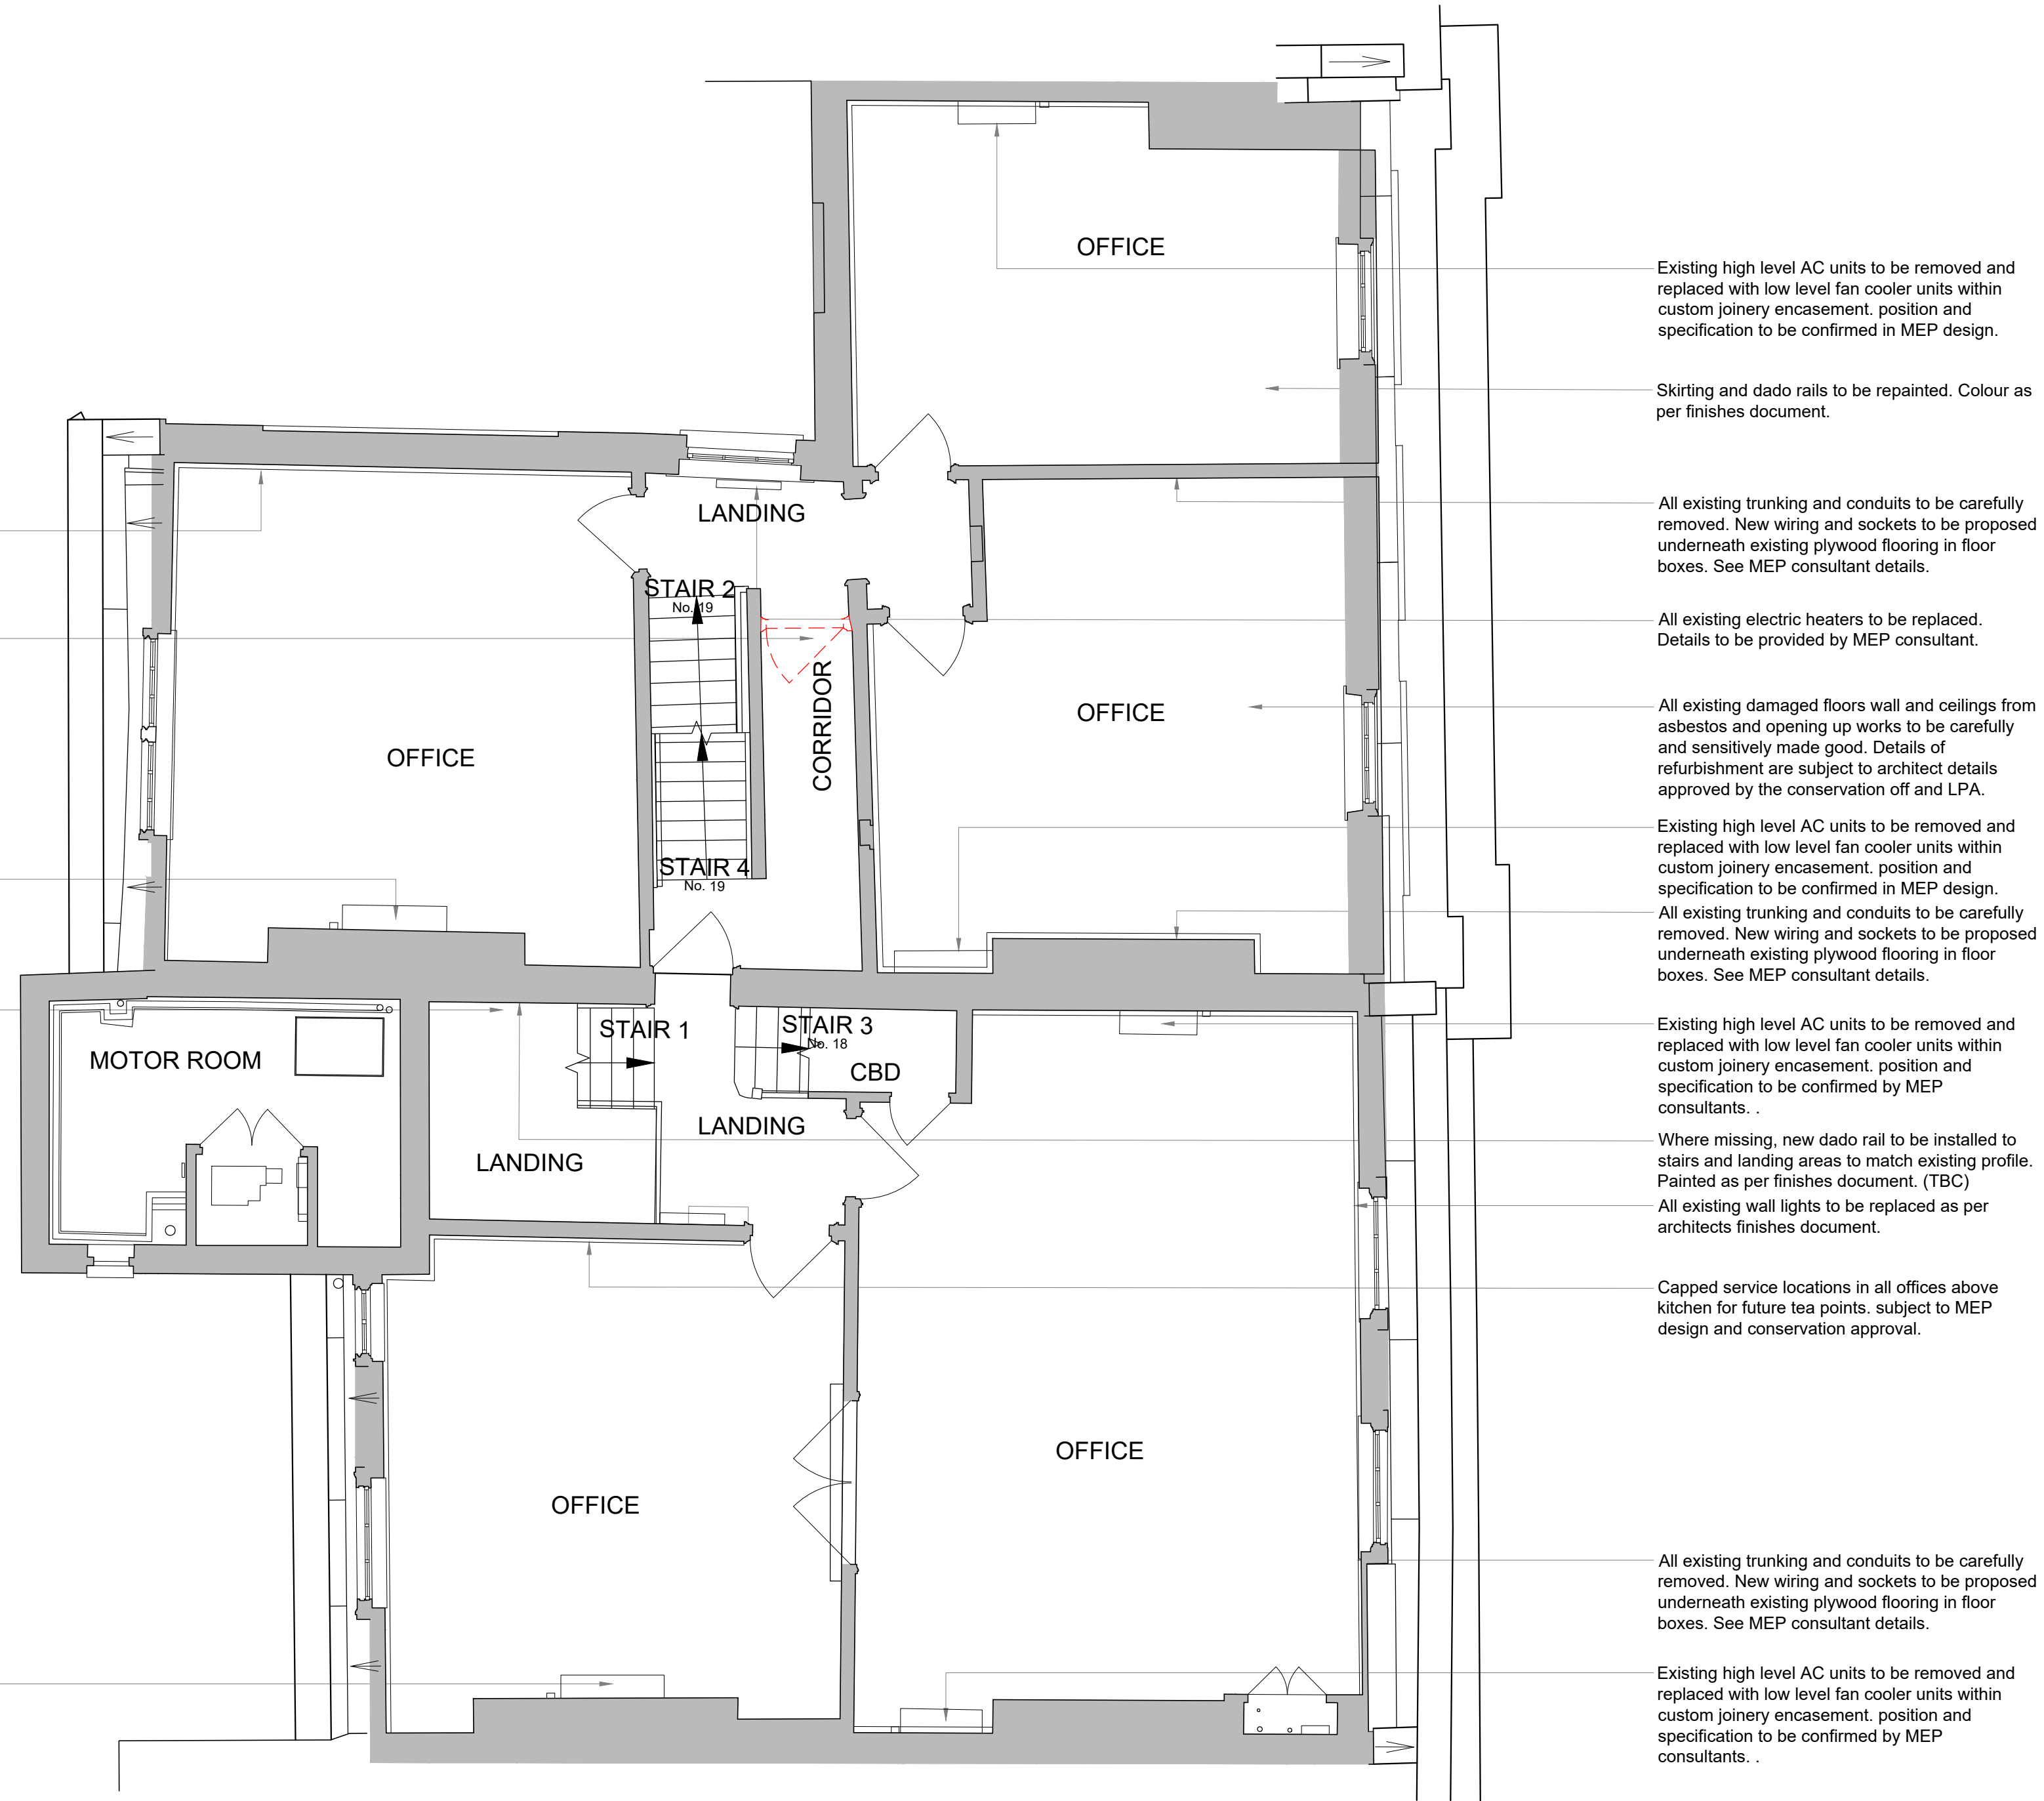 OFFICE
Existing high level AC units to be removed and
replaced with low level fan cooler units within
custom joinery encasement. position and
specification to be confirmed in MEP design.
Skirting and dado rails to be repainted. Colour as
per finishes document.
LANDING
All existing trunking and conduits to be carefully
removed. New wiring and sockets to be proposed
underneath existing plywood flooring in floor
boxes. See MEP consultant details.
STAIR 2
No. 19
All existing electric heaters to be replaced.
Details to be provided by MEP consultant.
CORRIDOR
OFFICE
OFFICE
All existing damaged floors wall and ceilings from
asbestos and opening up works to be carefully
and sensitively made good. Details of
refurbishment are subject to architect details
approved by the conservation off and LPA.
STAIR 4
No. 19
Existing high level AC units to be removed and
replaced with low level fan cooler units within
custom joinery encasement. position and
specification to be confirmed in MEP design.
All existing trunking and conduits to be carefully
removed. New wiring and sockets to be proposed
underneath existing plywood flooring in floor
boxes. See MEP consultant details.
MOTOR ROOM
STAIR 1
STAIR 3
No. 18
CBD
Existing high level AC units to be removed and
replaced with low level fan cooler units within
custom joinery encasement. position and
specification to be confirmed by MEP
consultants. .
LANDING
LANDING
Where missing, new dado rail to be installed to
stairs and landing areas to match existing profile.
Painted as per finishes document. (TBC)
All existing wall lights to be replaced as per
architects finishes document.
Capped service locations in all offices above
kitchen for future tea points. subject to MEP
design and conservation approval.
OFFICE
OFFICE
All existing trunking and conduits to be carefully
removed. New wiring and sockets to be proposed
underneath existing plywood flooring in floor
boxes. See MEP consultant details.
Existing high level AC units to be removed and
replaced with low level fan cooler units within
custom joinery encasement. position and
specification to be confirmed by MEP
consultants. .